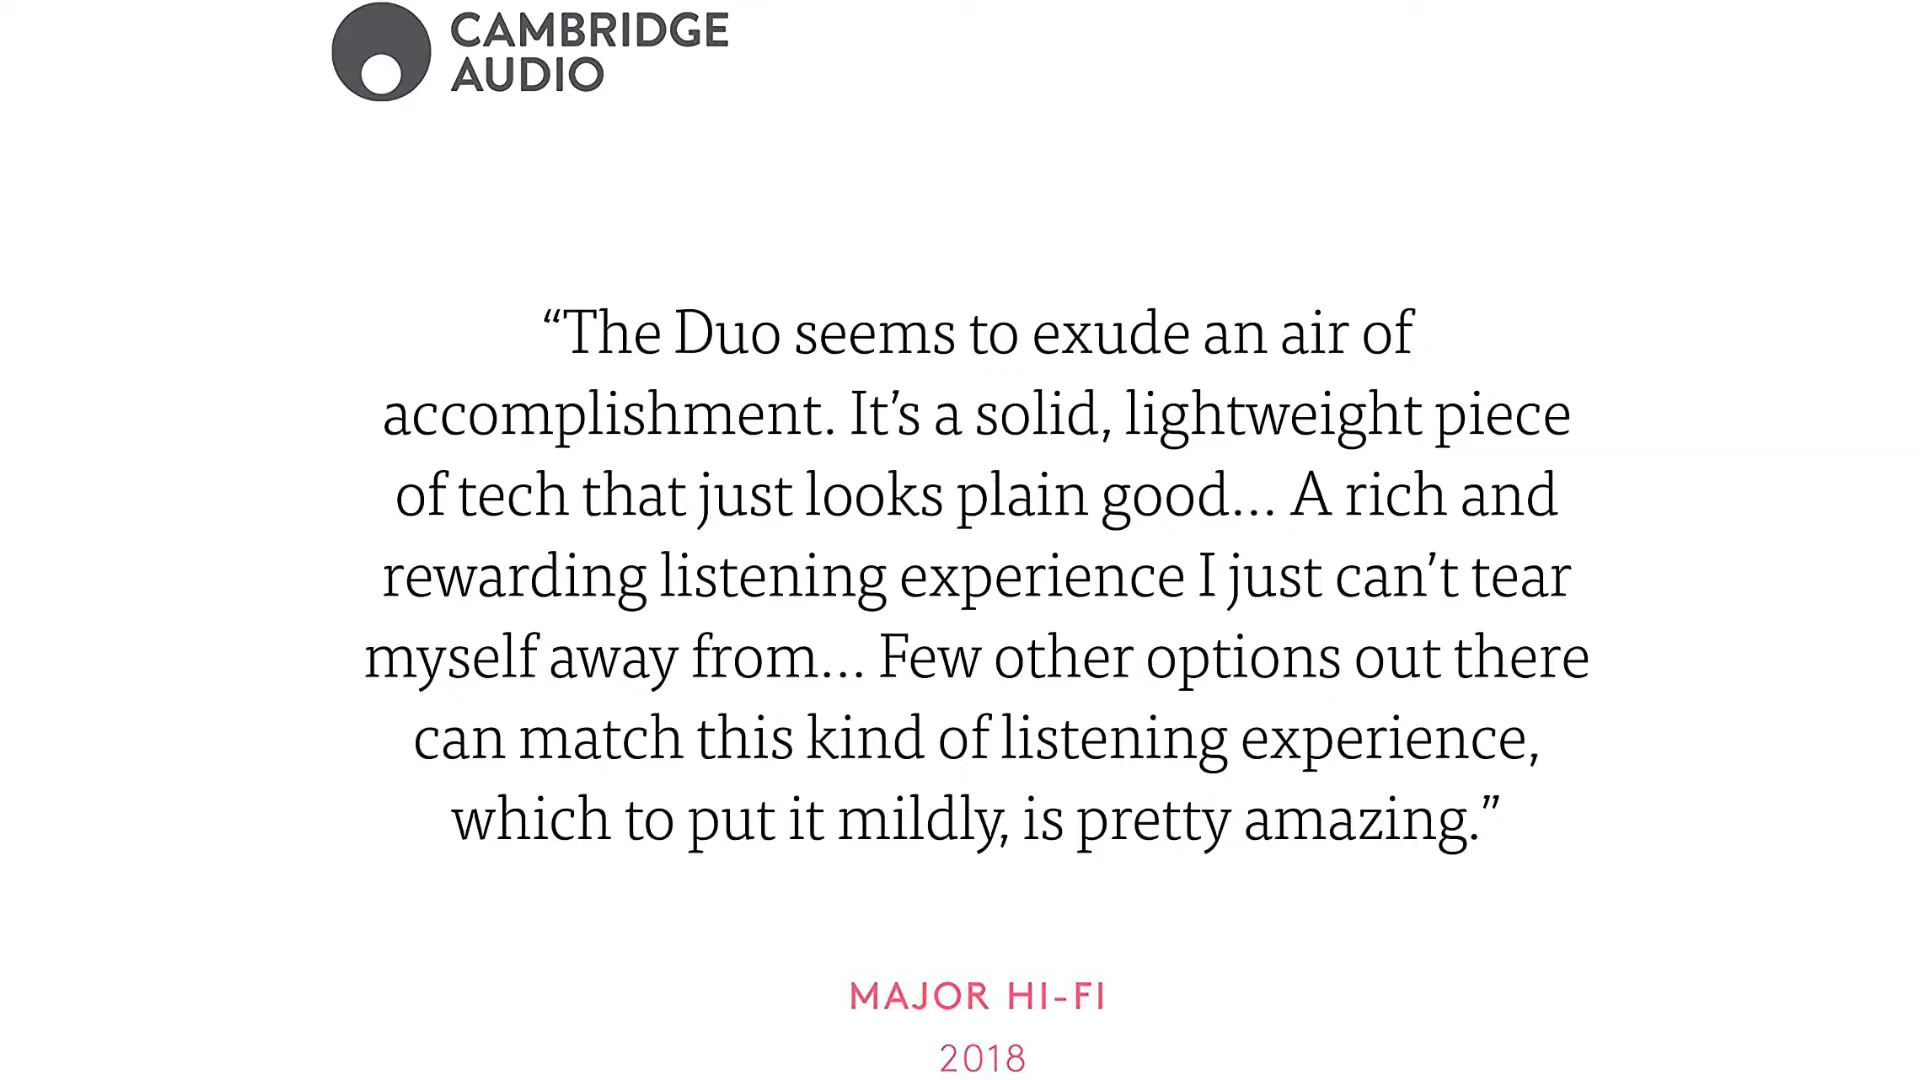 CAMBRIDGE
AUDIO
“The Duo seems to exude an air of
accomplishment. It’s a solid, lightweight piece
of tech that just looks plain good... A rich and
rewarding listening experience I just can’t tear
myself away from... Few other options out there
can match this kind of listening experience,
which to put it mildly, is pretty amazing.”
MAJOR HI-FI
2018